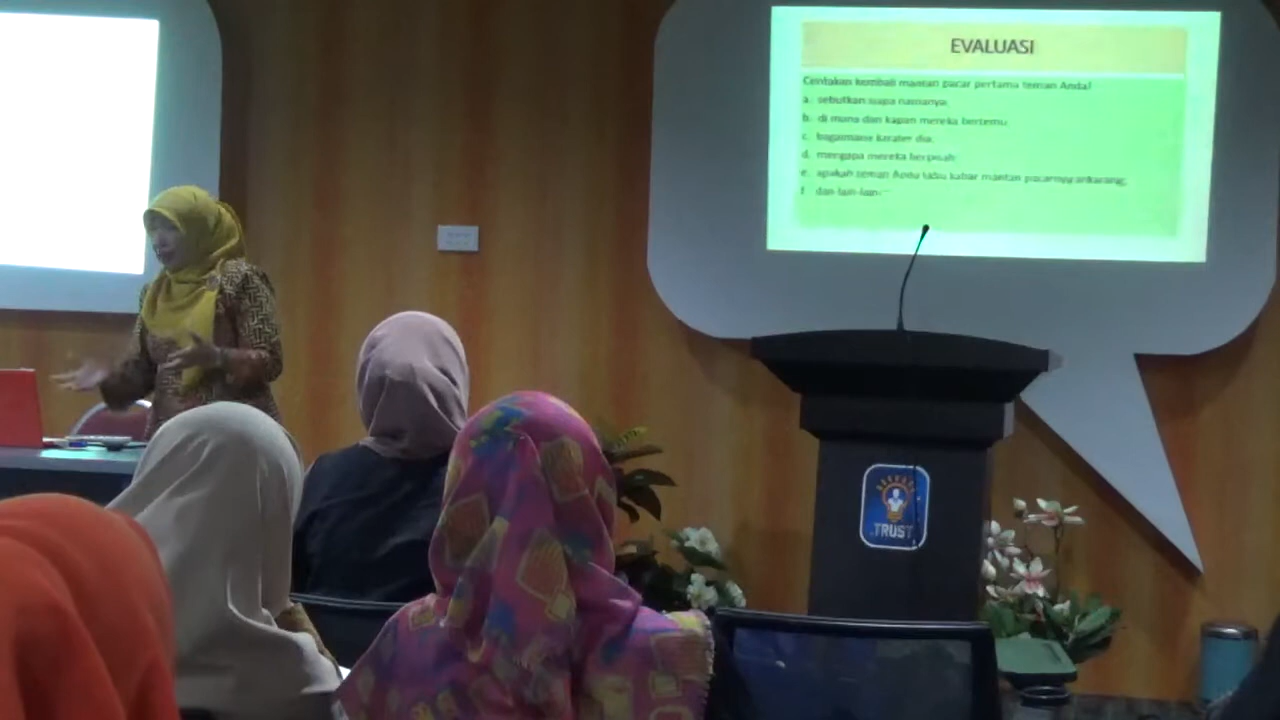 EVALUASI
Ceritakan kembali mantan pacar pertama teman Anda!
a. sebutkan siapa namanya,
b. di mana dan kapan mereka bertemu,
c. bagaimana karakter dia,
d. mengapa mereka berpisah
e. apakah teman Anda tahu kabar mantan pacarnya sekarang,
f. dan lain-lain
TRUST